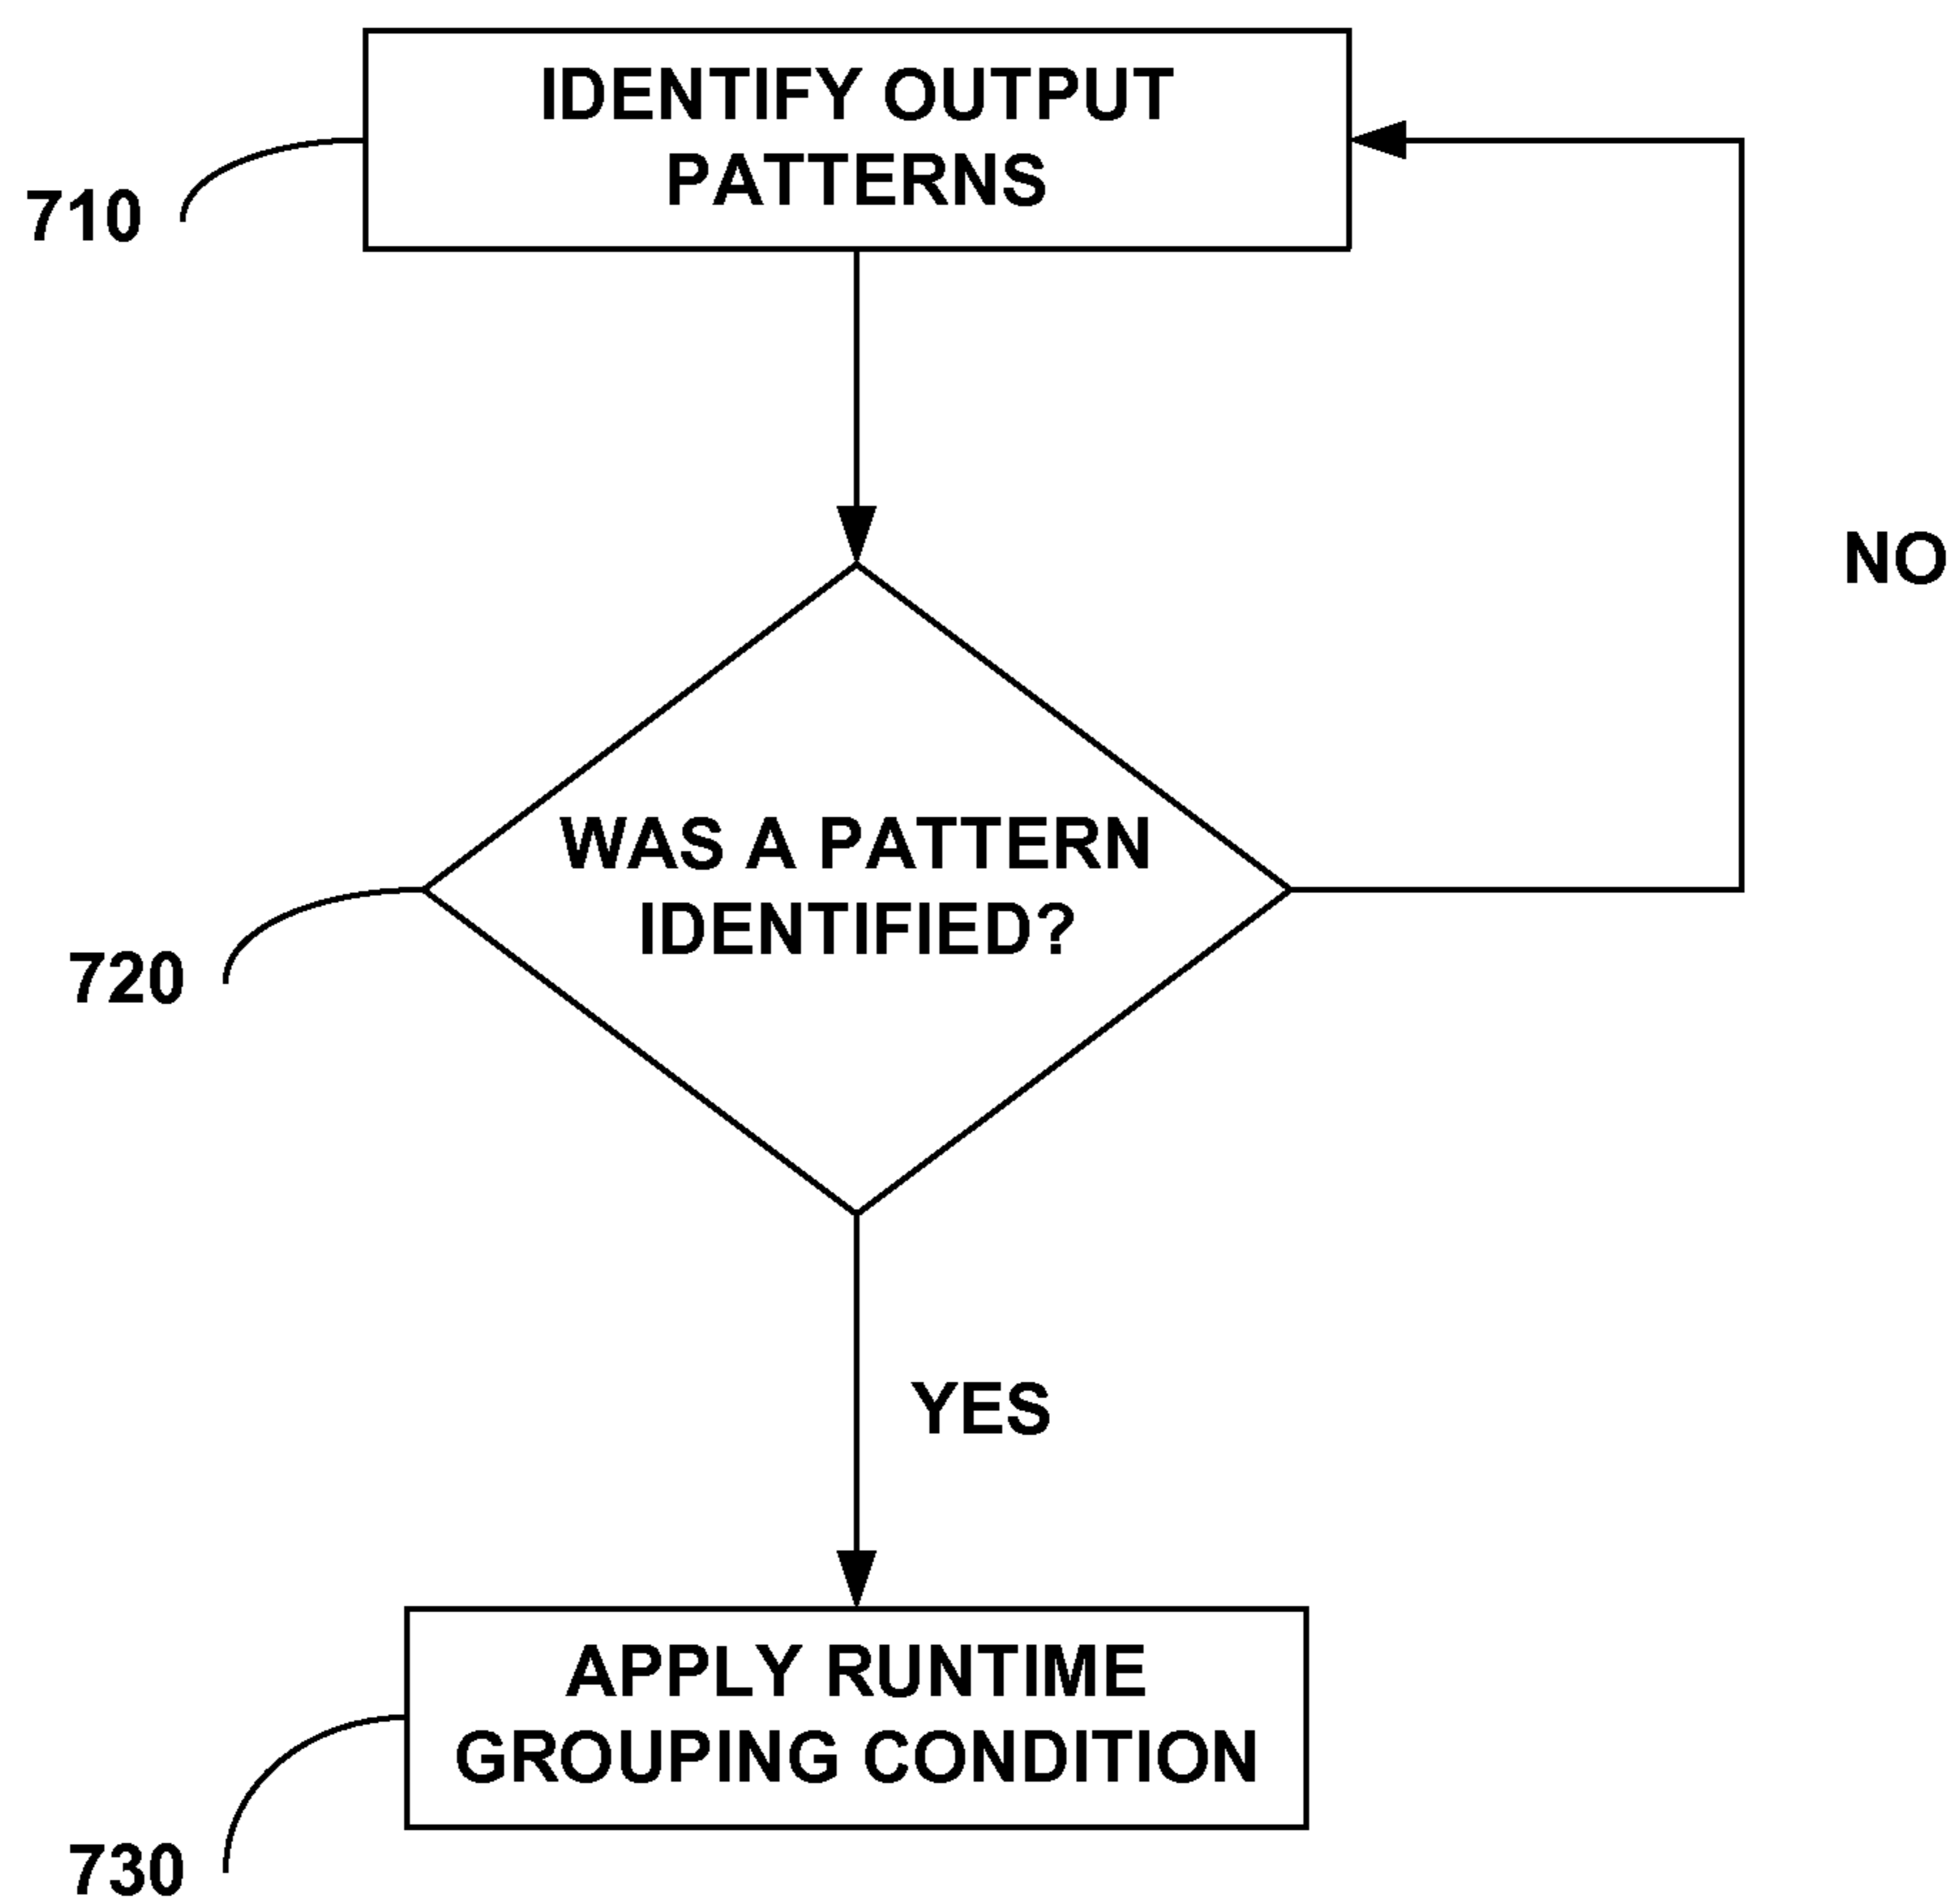 IDENTIFY OUTPUT
PATTERNS
710
NO
WAS A PATTERN
IDENTIFIED?
720
YES
APPLY RUNTIME
GROUPING CONDITION
730